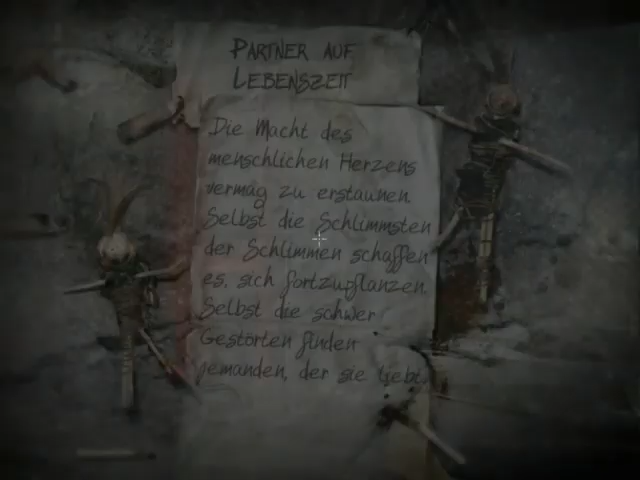 Partner auf
Lebenszeit
Die Macht des
menschlichen Herzens
vermag zu erstaunen.
Selbst die Schlimmsten
der Schlimmen schaffen
es, sich fortzupflanzen.
Selbst die schwer
Gestörten finden
jemanden, der sie liebt.